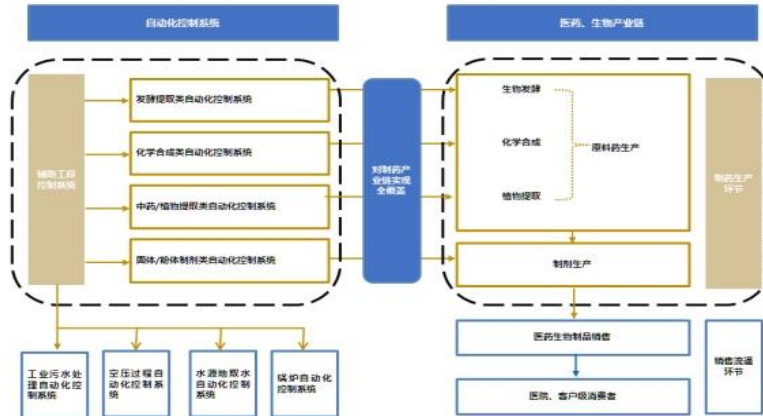 自动化控制系统
医药、生物产业链
辅助工段
控制系统
发酵提取类自动化控制系统
化学合成类自动化控制系统
中药/植物提取类自动化控制系统
固体/粉体制剂类自动化控制系统
对制药产
业链实现
全覆盖
生物发酵
化学合成
植物提取
原料药生产
制剂生产
制药生产
环节
工业污水处
理自动化控
制系统
空压过程自
动化控制系
统
水源地取水
自动化控制
系统
锅炉自动化
控制系统
医药生物制品销售
医院、客户级消费者
销售流通
环节